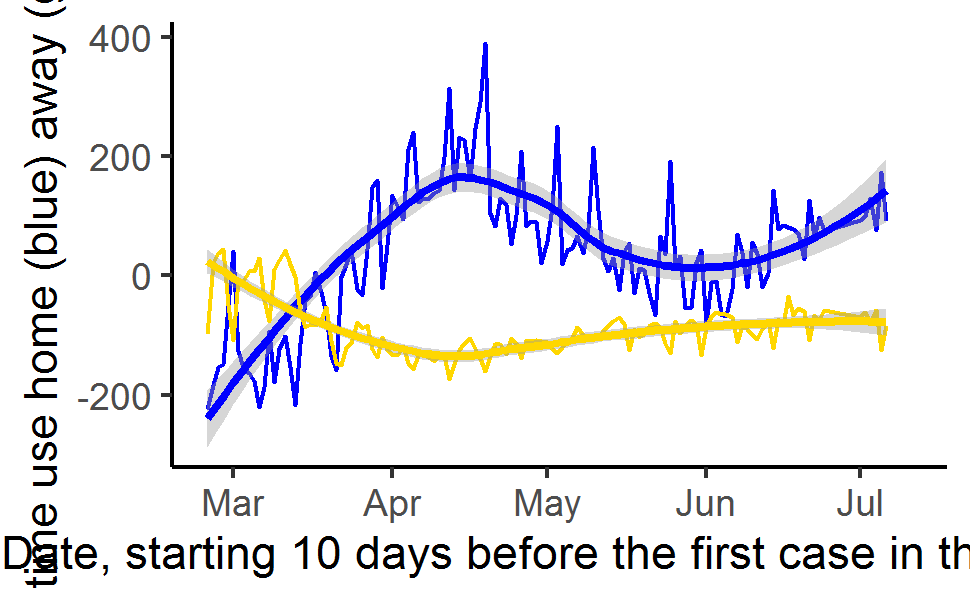 time use home (blue) away (
400
200
0
-200
Mar Apr May Jun Jul
Date, starting 10 days before the first case in th